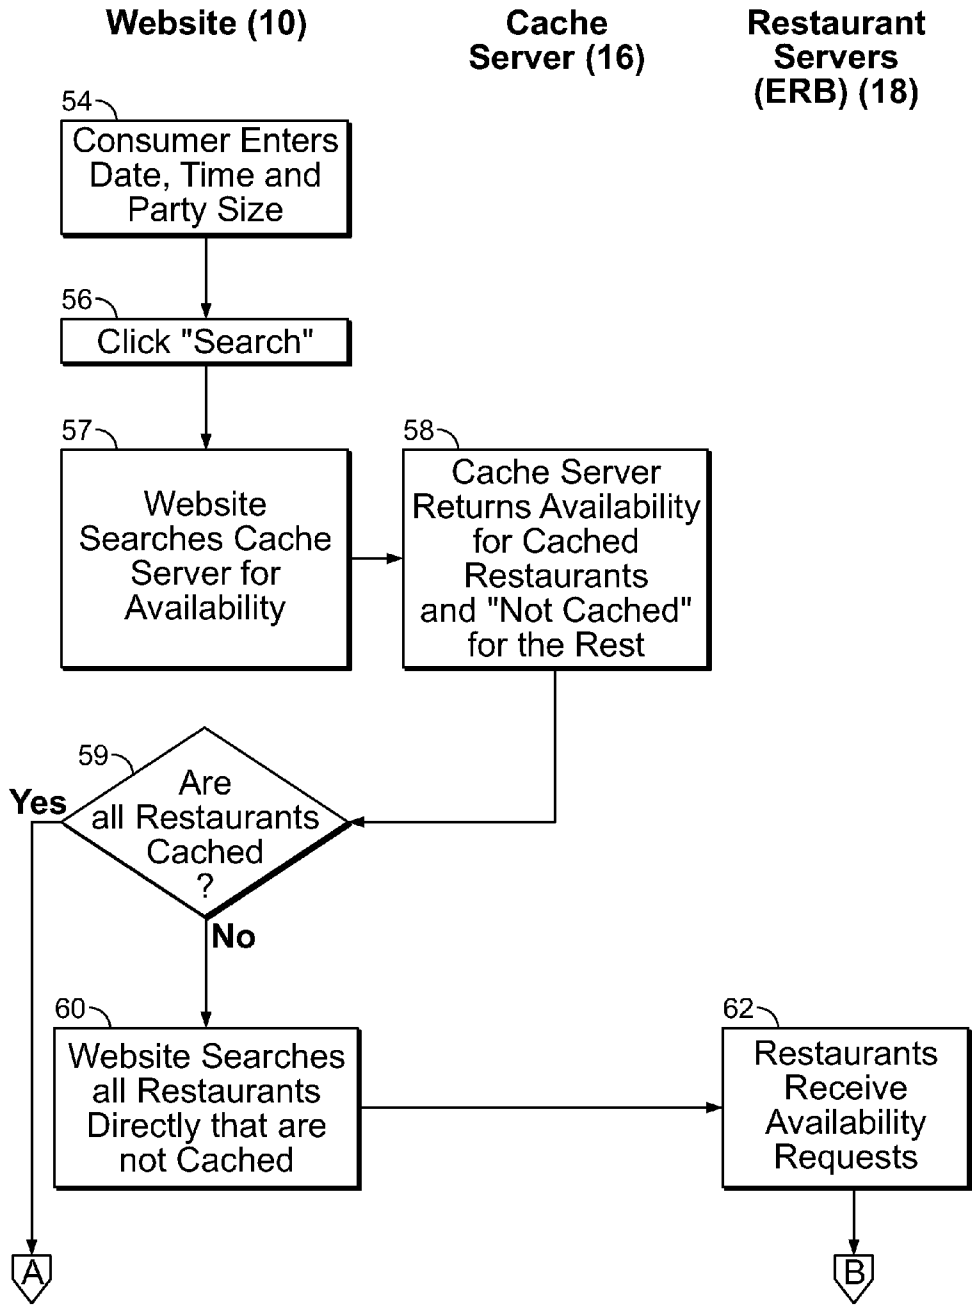 Website (10)
Cache
Server (16)
Restaurant
Servers
(ERB) (18)
54
Consumer Enters
Date, Time and
Party Size
56
Click "Search"
57
Website
Searches Cache
Server for
Availability
58
Cache Server
Returns Availability
for Cached
Restaurants
and "Not Cached"
for the Rest
59
Are
all Restaurants
Cached
?
Yes
No
60
Website Searches
all Restaurants
Directly that are
not Cached
62
Restaurants
Receive
Availability
Requests
A
B